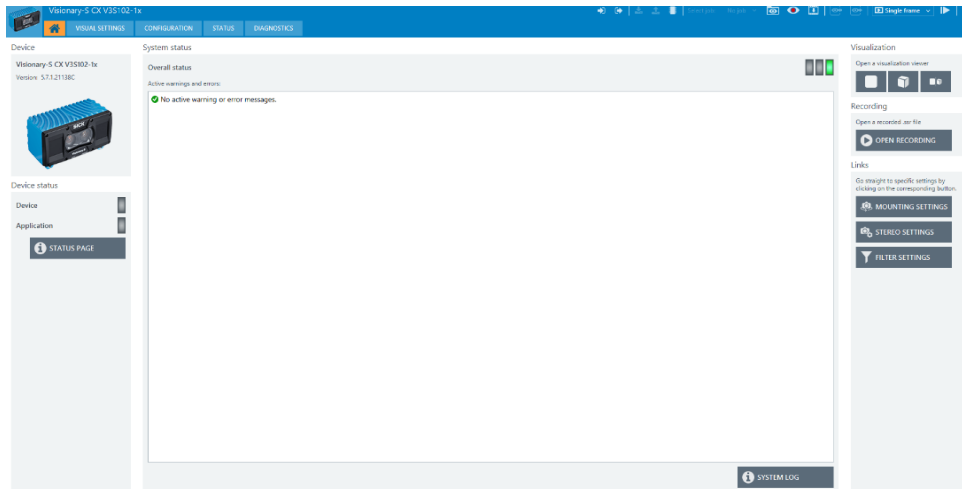 Visionary-S CX V3S102-1x
Single frame
VISUAL SETTINGS
CONFIGURATION
STATUS
DIAGNOSTICS
Device
Visionary-S CX V3S102-1x
Version: 5.7.1.21138C
SICK
Device status
Device
Application
STATUS PAGE
System status
Overall status
Active warnings and errors:
No active warning or error messages.
SYSTEM LOG
Visualization
Open a visualization viewer
Recording
Open a recorded .ssr file
OPEN RECORDING
Links
Go straight to specific settings by
clicking on the corresponding button.
MOUNTING SETTINGS
STEREO SETTINGS
FILTER SETTINGS